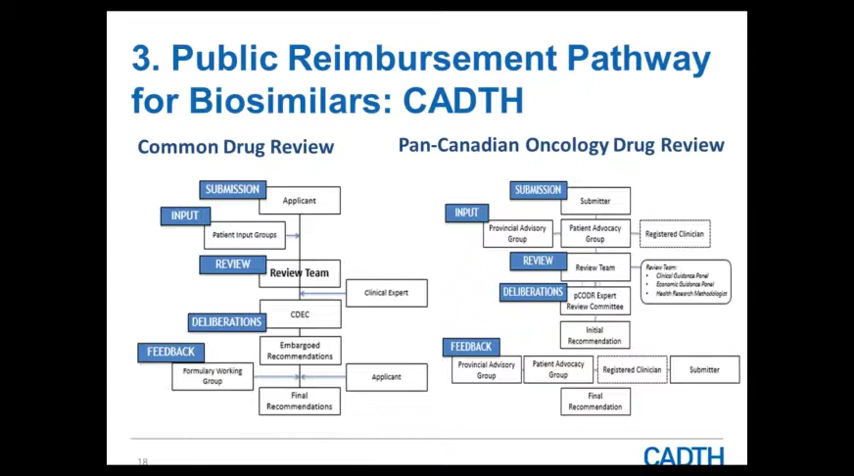 3. Public Reimbursement Pathway
for Biosimilars: CADTH
Common Drug Review
SUBMISSION
Applicant
INPUT
Patient Input Groups
REVIEW
Review Team
Clinical Expert
CDEC
DELIBERATIONS
Embargoed
Recommendations
FEEDBACK
Formulary Working
Group
Applicant
Final
Recommendations
Pan-Canadian Oncology Drug Review
SUBMISSION
Submitter
INPUT
Provincial Advisory
Group
Patient Advocacy
Group
Registered Clinician
REVIEW
Review Team
Review Team:
• Clinical Guidance Panel
• Economic Guidance Panel
• Health Research Methodologist
DELIBERATIONS
pCODR Expert
Review Committee
Initial
Recommendation
FEEDBACK
Provincial Advisory
Group
Patient Advocacy
Group
Registered Clinician
Submitter
Final
Recommendation
18
CADTH